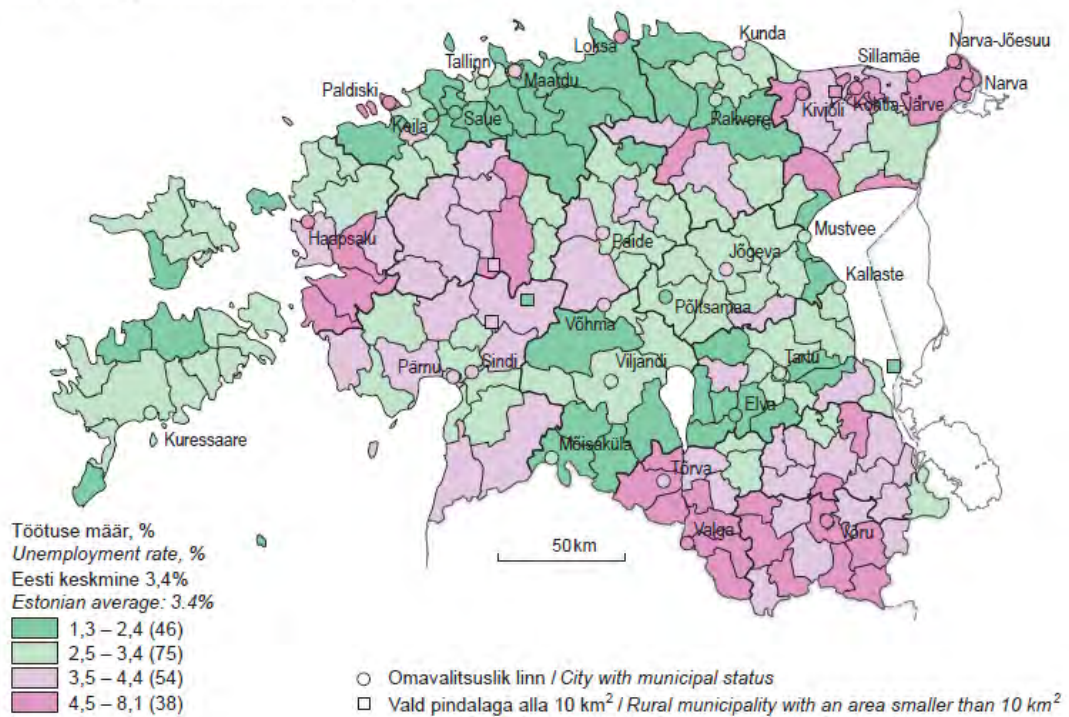 Loksa
Kunda
Narva-Jõesuu
Sillamäe
Tallinn
Maardu
Narva
Paldiski
Kohtla-Järve
Kiviõli
Keila
Saue
Rakvere
Mustvee
Haapsalu
Paide
Jõgeva
Kallaste
Põltsamaa
Võhma
Tartu
Pärnu
Sindi
Viljandi
Elva
Kuressaare
Mõisaküla
Tõrva
Valga
Võru
50 km
Töötuse määr, %
Unemployment rate, %
Eesti keskmine 3,4%
Estonian average: 3.4%
1,3 – 2,4 (46)
2,5 – 3,4 (75)
3,5 – 4,4 (54)
4,5 – 8,1 (38)
Omavalitsuslik linn / City with municipal status
Vald pindalaga alla 10 km² / Rural municipality with an area smaller than 10 km²